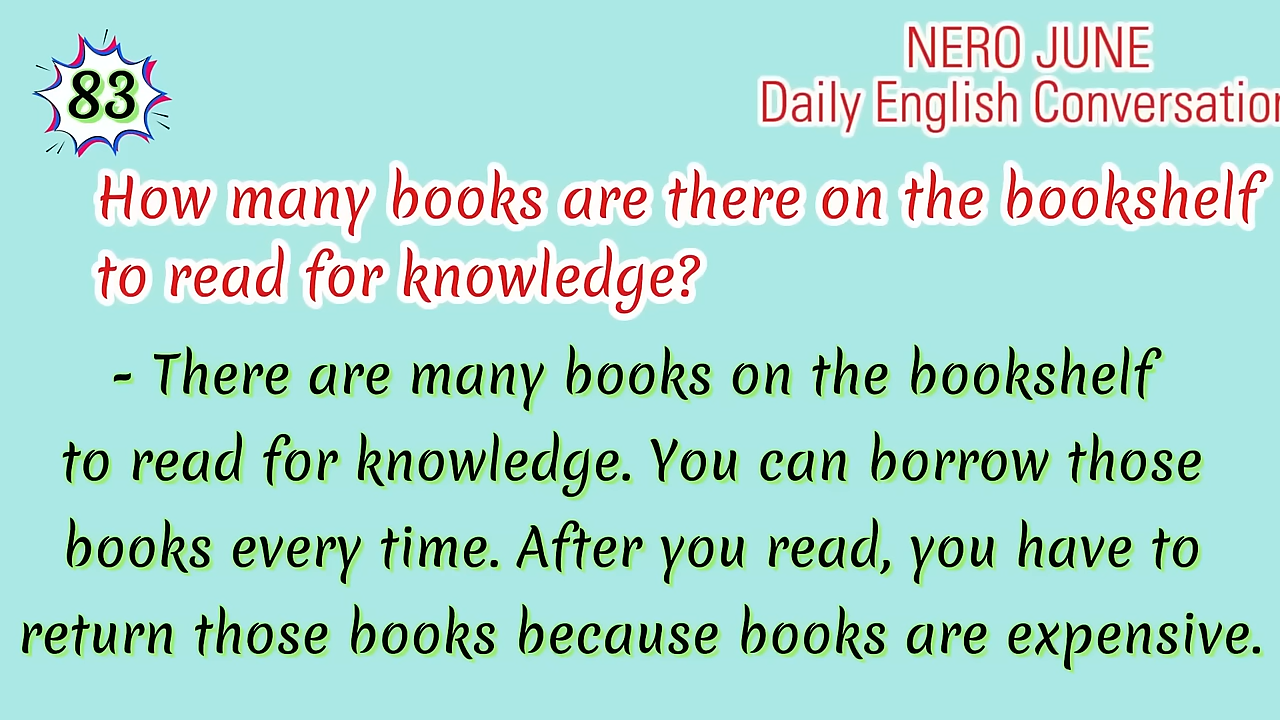 83
NERO JUNE
Daily English Conversation
How many books are there on the bookshelf
to read for knowledge?
- There are many books on the bookshelf
to read for knowledge. You can borrow those
books every time. After you read, you have to
return those books because books are expensive.